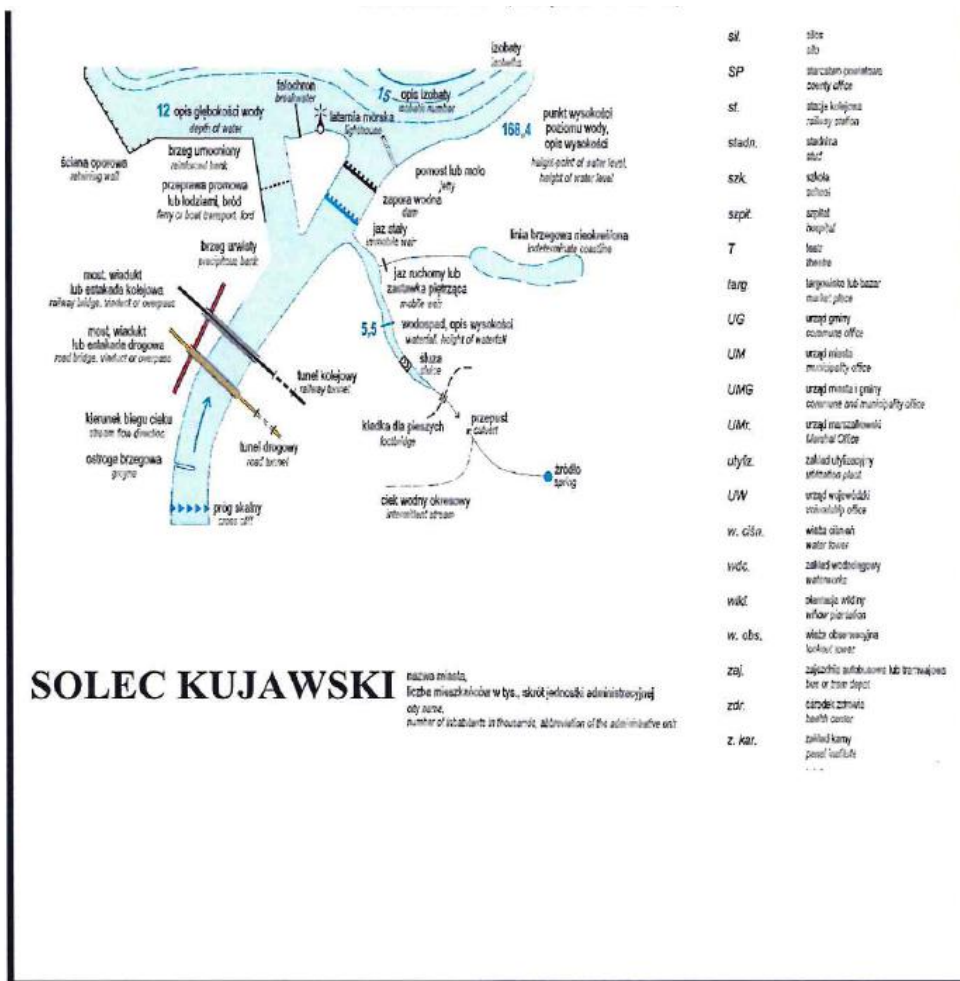 izobaty
isobaths
15 opis izobaty
isobate number
falochron
breakwater
12 opis głębokości wody
depth of water
latarnia morska
lighthouse
168,4
punkt wysokości
poziomu wody,
opis wysokości
height point of water level,
height of water level
brzeg umocniony
reinforced bank
ściana oporowa
retaining wall
pomost lub molo
jetty
przeprawa promowa
lub łodziami, bród
ferry or boat transport, ford
zapora wodna
dam
jaz stały
immobile weir
brzeg urwisty
precipitous bank
linia brzegowa nieokreślona
indeterminate coastline
jaz ruchomy lub
zastawka piętrząca
mobile weir
most, wiadukt
lub estakada kolejowa
railway bridge, viaduct or overpass
5,5
wodospad, opis wysokości
waterfall, height of waterfall
most, wiadukt
lub estakada drogowa
road bridge, viaduct or overpass
śluza
sluice
tunel kolejowy
railway tunnel
kierunek biegu cieku
stream flow direction
kładka dla pieszych
footbridge
przepust
culvert
tunel drogowy
road tunnel
ostroga brzegowa
groyne
źródło
spring
ciek wodny okresowy
intermittent stream
próg skalny
SOLEC KUJAWSKI
nazwa miasta,
liczba mieszkańców w tys., skrót jednostki administracyjnej
city name,
number of inhabitants in thousands, abbreviation of the administrative unit
sil. silos
silo
SP starostwo powiatowe
county office
st. stacja kolejowa
railway station
stadn. stadnina
stud
szk. szkoła
school
szpit. szpital
hospital
T teatr
theatre
targ targowisko lub bazar
market place
UG urząd gminy
commune office
UM urząd miasta
municipality office
UMG urząd miasta i gminy
commune and municipality office
UMr. urząd marszałkowski
Marshal Office
utyliz. zakład utylizacyjny
utilization plant
UW urząd wojewódzki
voivodship office
w. ciśn. wieża ciśnień
water tower
wdc. zakład wodociągowy
waterworks
wikl. plantacja wikliny
willow plantation
w. obs. wieża obserwacyjna
lookout tower
zaj. zajezdnia autobusowa lub tramwajowa
bus or tram depot
zdr. ośrodek zdrowia
health center
z. kar. zakład karny
penal institute